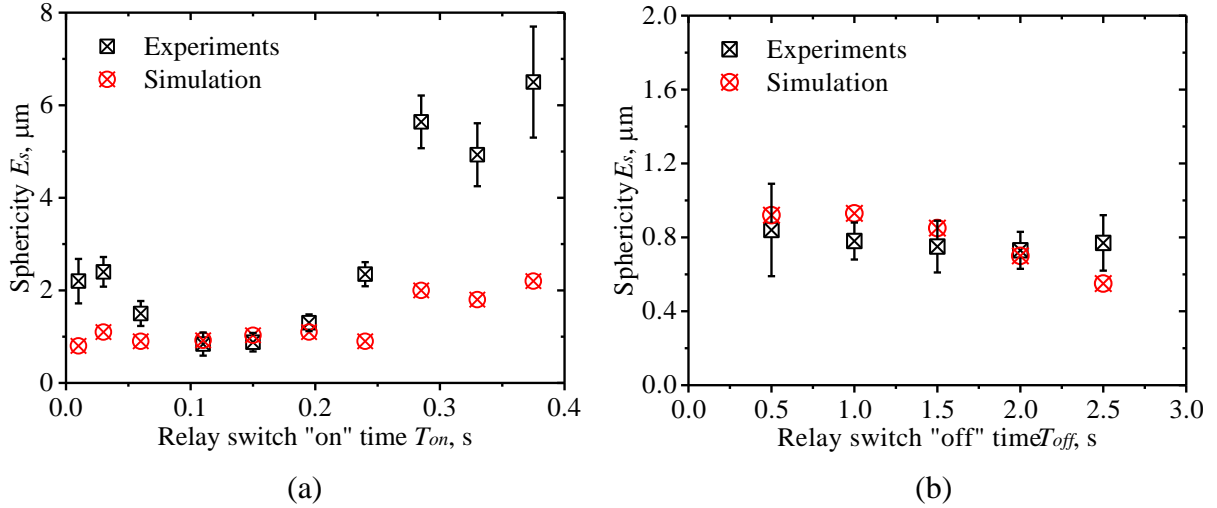 8
6
4
2
0
Sphericity Es, μm
Experiments
Simulation
0.0 0.1 0.2 0.3 0.4
Relay switch "on" time Ton, s
(a)
2.0
1.6
1.2
0.8
0.4
0.0
Sphericity Es, μm
Experiments
Simulation
0.0 0.5 1.0 1.5 2.0 2.5 3.0
Relay switch "off" timeToff, s
(b)